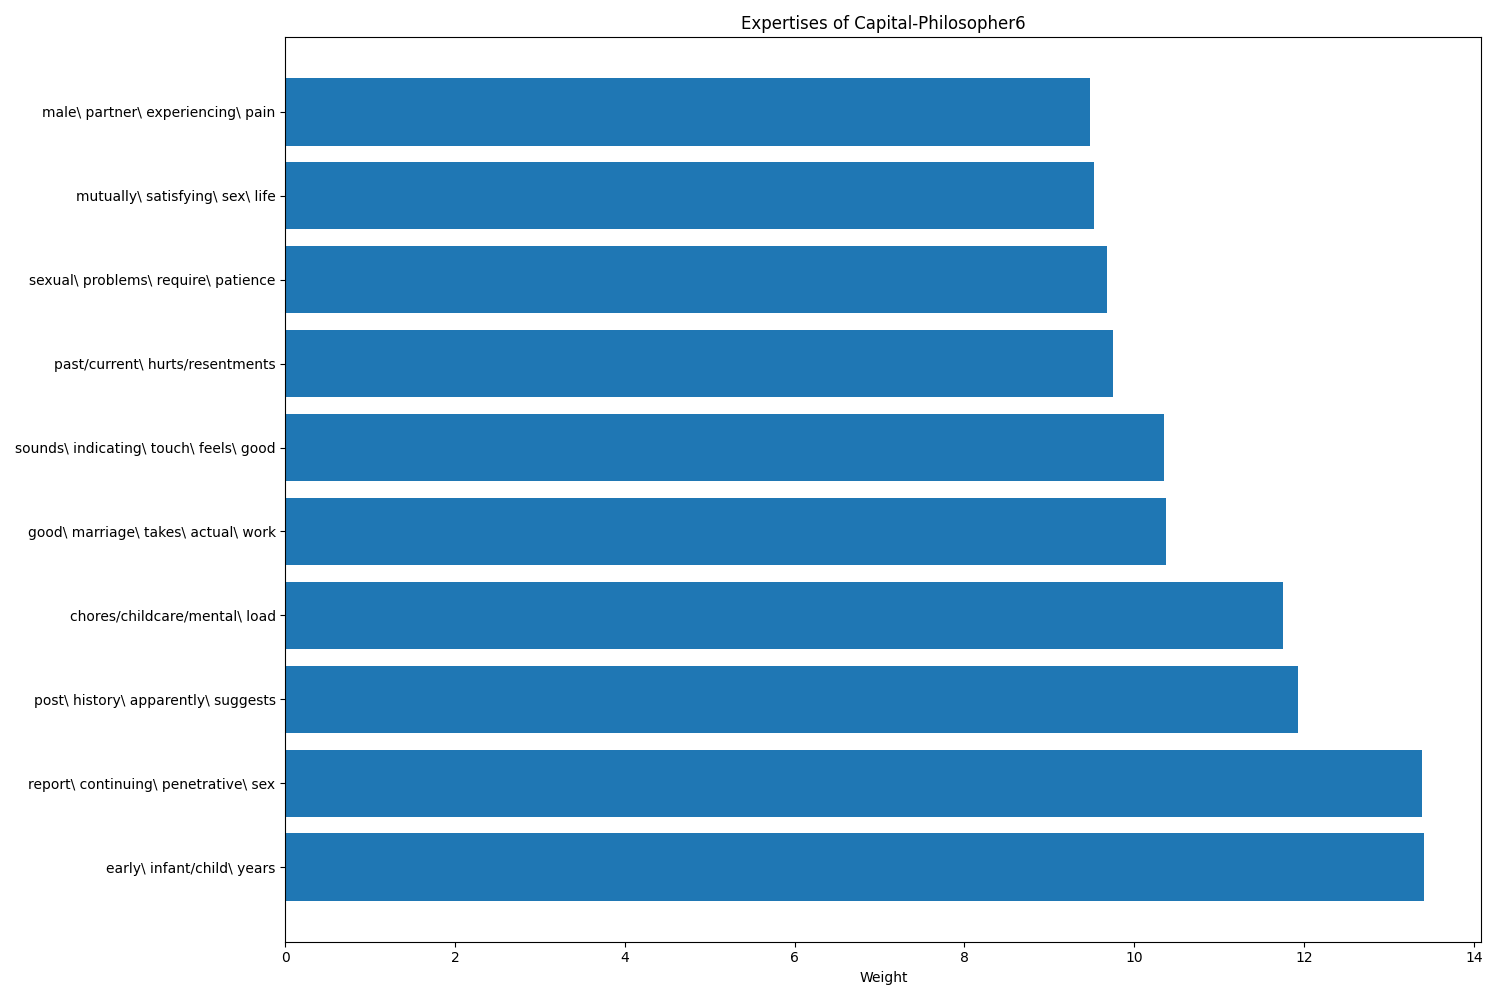 Expertises of Capital-Philosopher6
male\ partner\ experiencing\ pain
mutually\ satisfying\ sex\ life
sexual\ problems\ require\ patience
past/current\ hurts/resentments
sounds\ indicating\ touch\ feels\ good
good\ marriage\ takes\ actual\ work
chores/childcare/mental\ load
post\ history\ apparently\ suggests
report\ continuing\ penetrative\ sex
early\ infant/child\ years
0 2 4 6 8 10 12 14
Weight